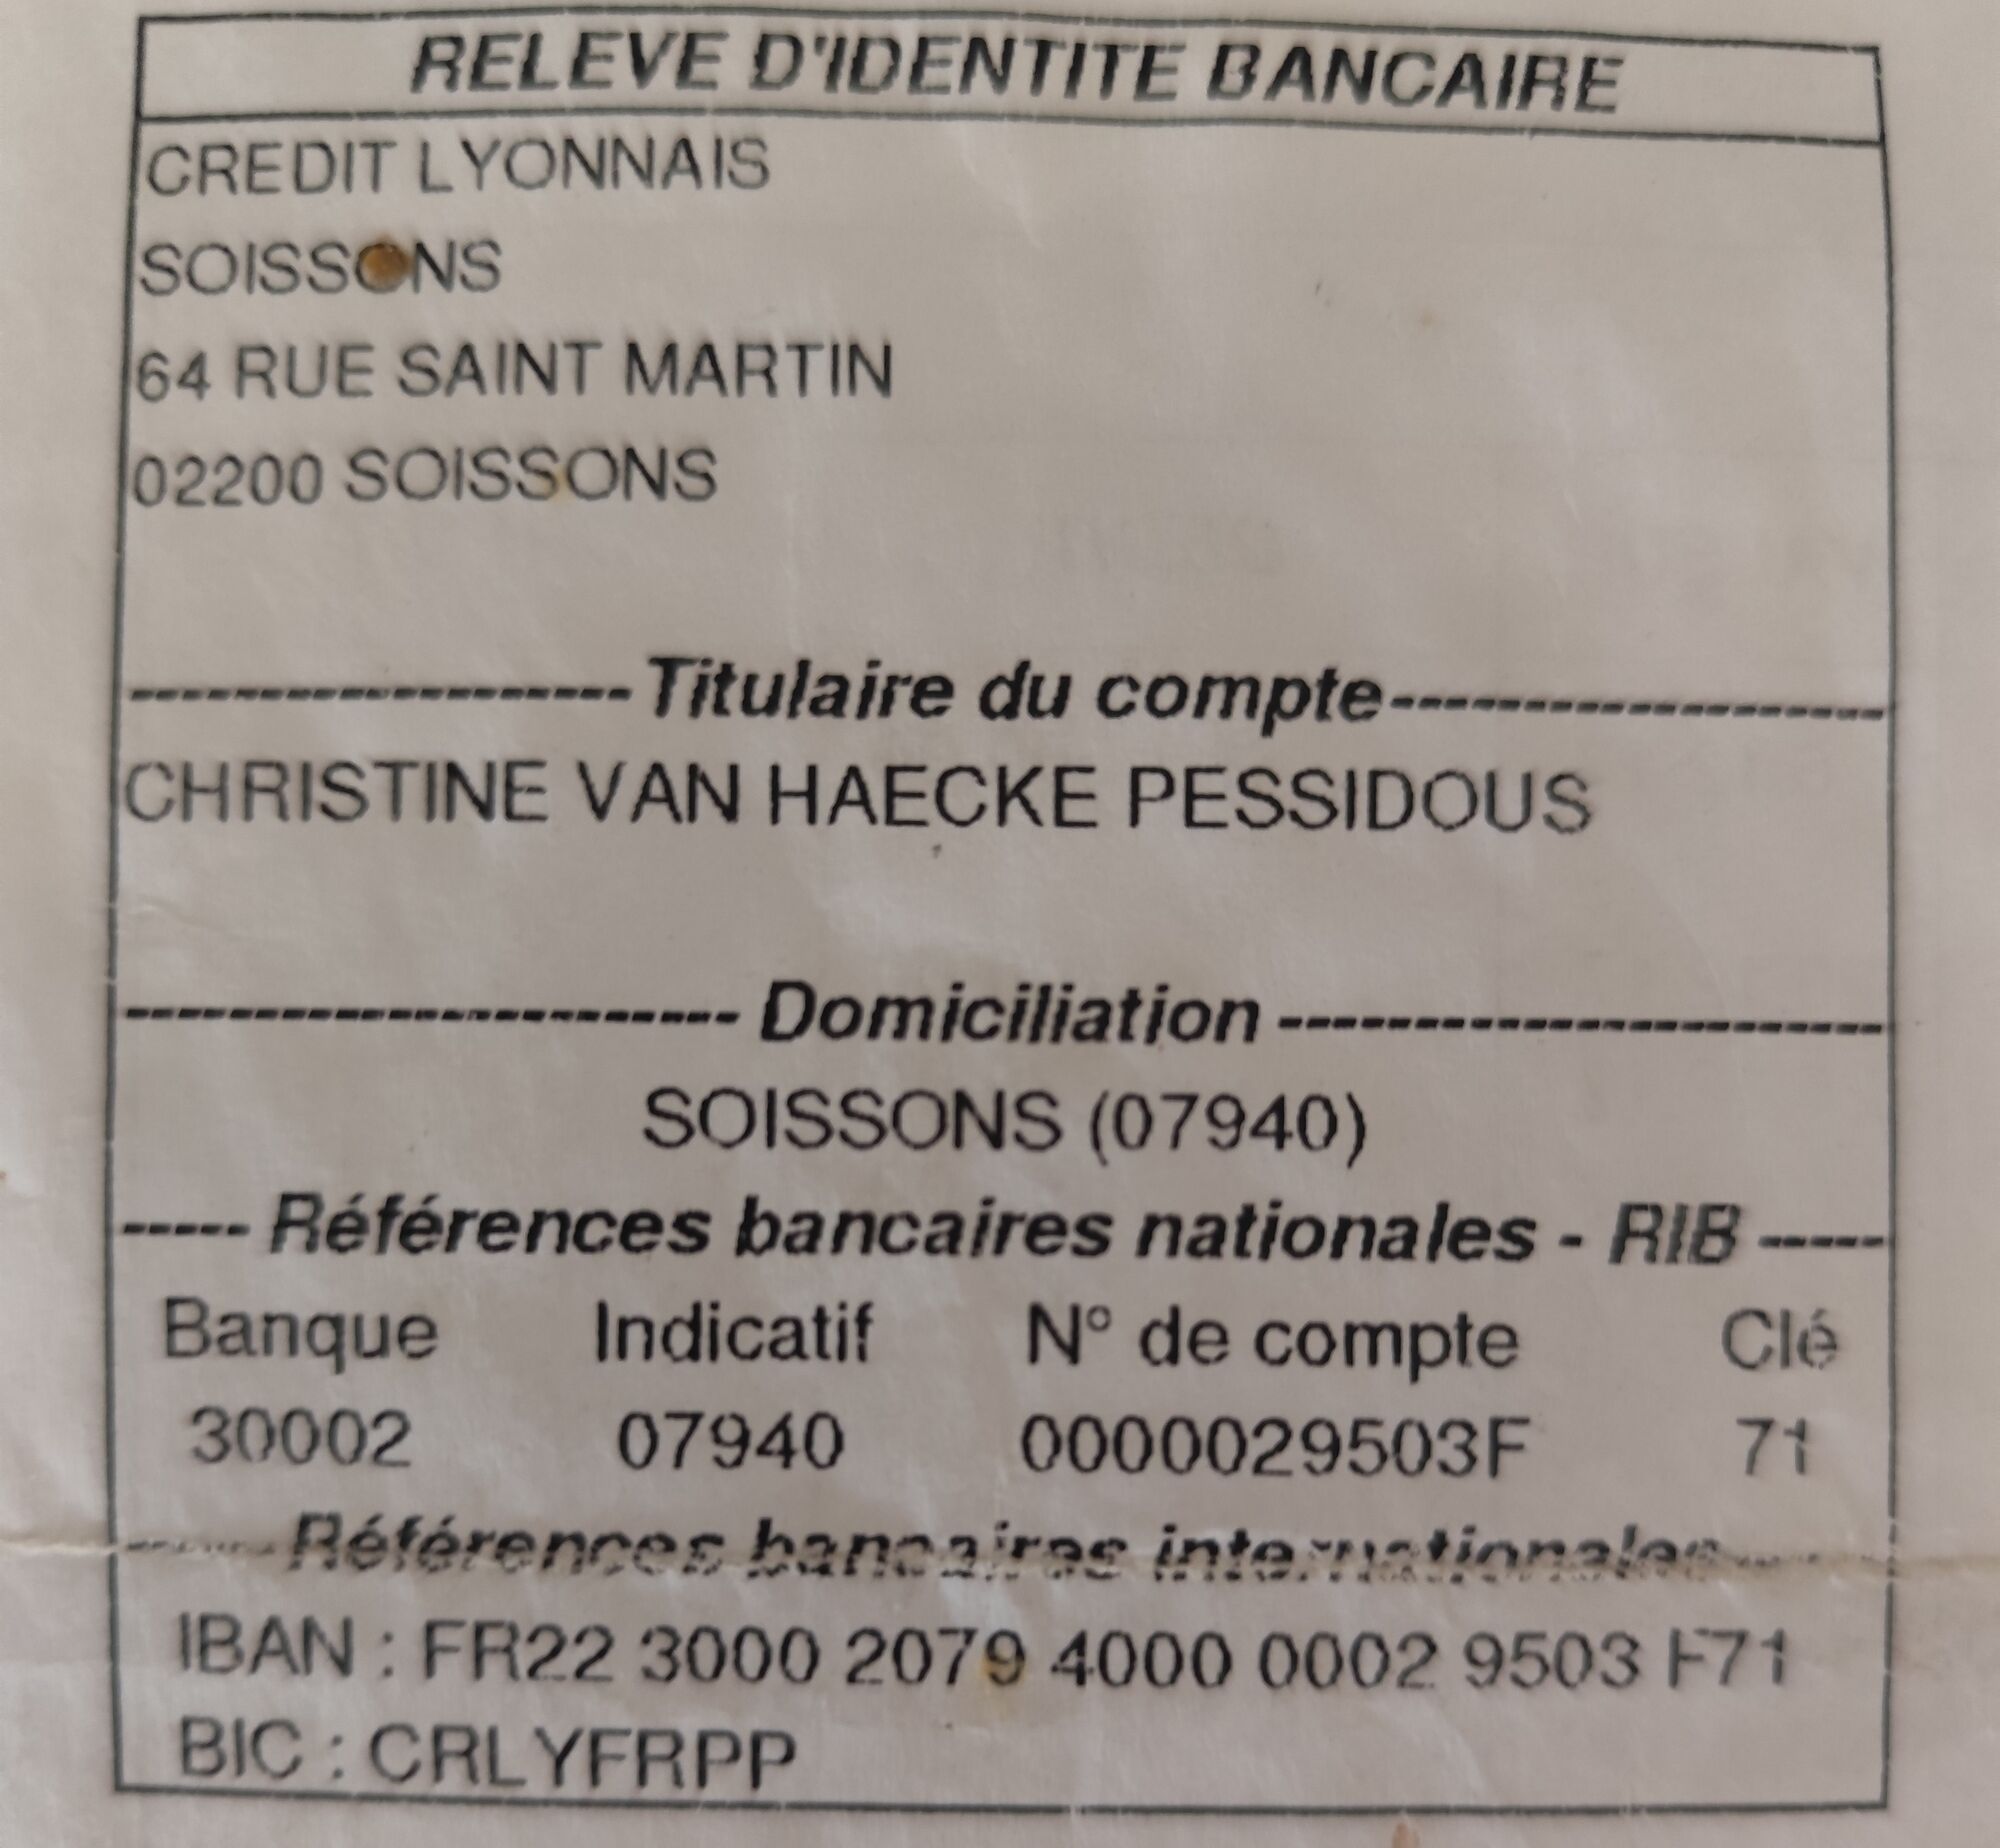 RELEVE D'IDENTITE BANCAIRE
CREDIT LYONNAIS
SOISSONS
64 RUE SAINT MARTIN
02200 SOISSONS
------------------- Titulaire du compte-------------------
CHRISTINE VAN HAECKE PESSIDOUS
----------------------- Domiciliation -----------------------
SOISSONS (07940)
----- Références bancaires nationales - RIB -----
Banque Indicatif N° de compte Clé
30002 07940 0000029503F 71
----- Références bancaires internationales -----
IBAN : FR22 3000 2079 4000 0002 9503 F71
BIC : CRLYFRPP